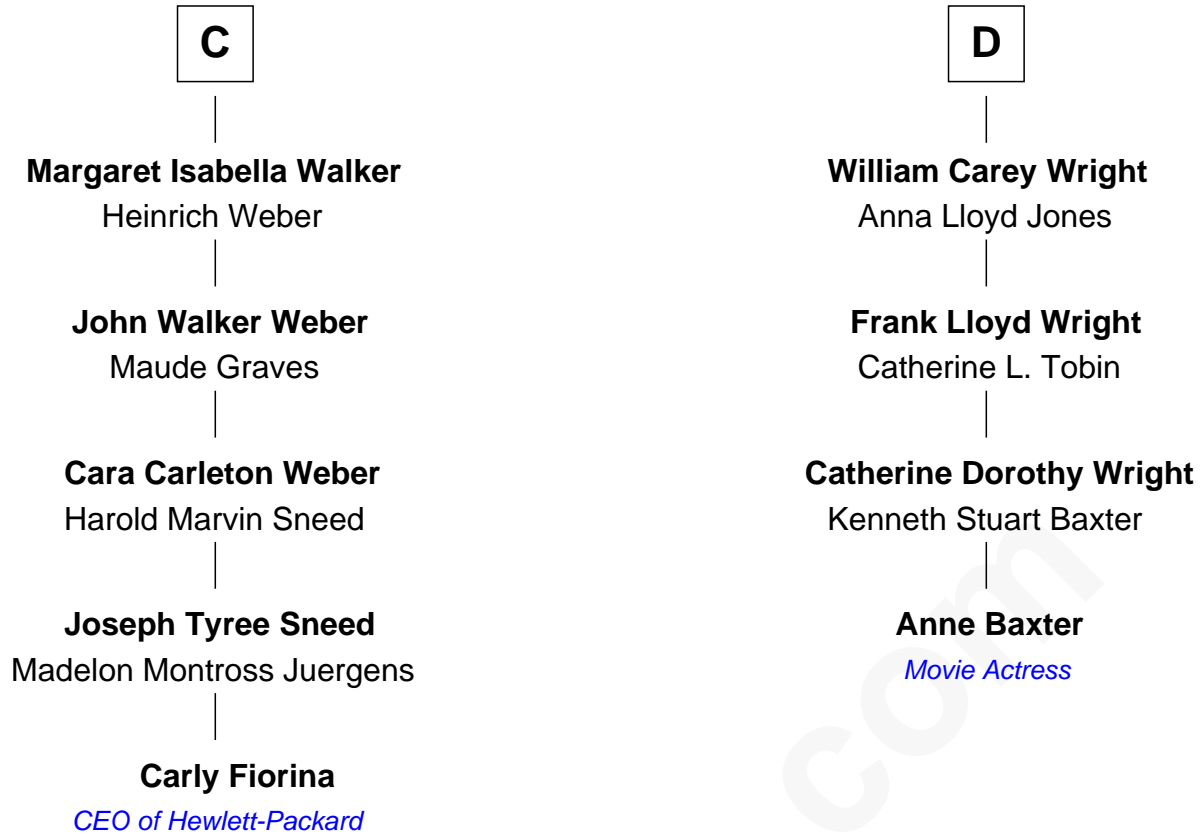 C
Margaret Isabella Walker
Heinrich Weber
John Walker Weber
Maude Graves
Cara Carleton Weber
Harold Marvin Sneed
Joseph Tyree Sneed
Madelon Montross Juergens
Carly Fiorina
CEO of Hewlett-Packard
D
William Carey Wright
Anna Lloyd Jones
Frank Lloyd Wright
Catherine L. Tobin
Catherine Dorothy Wright
Kenneth Stuart Baxter
Anne Baxter
Movie Actress
com